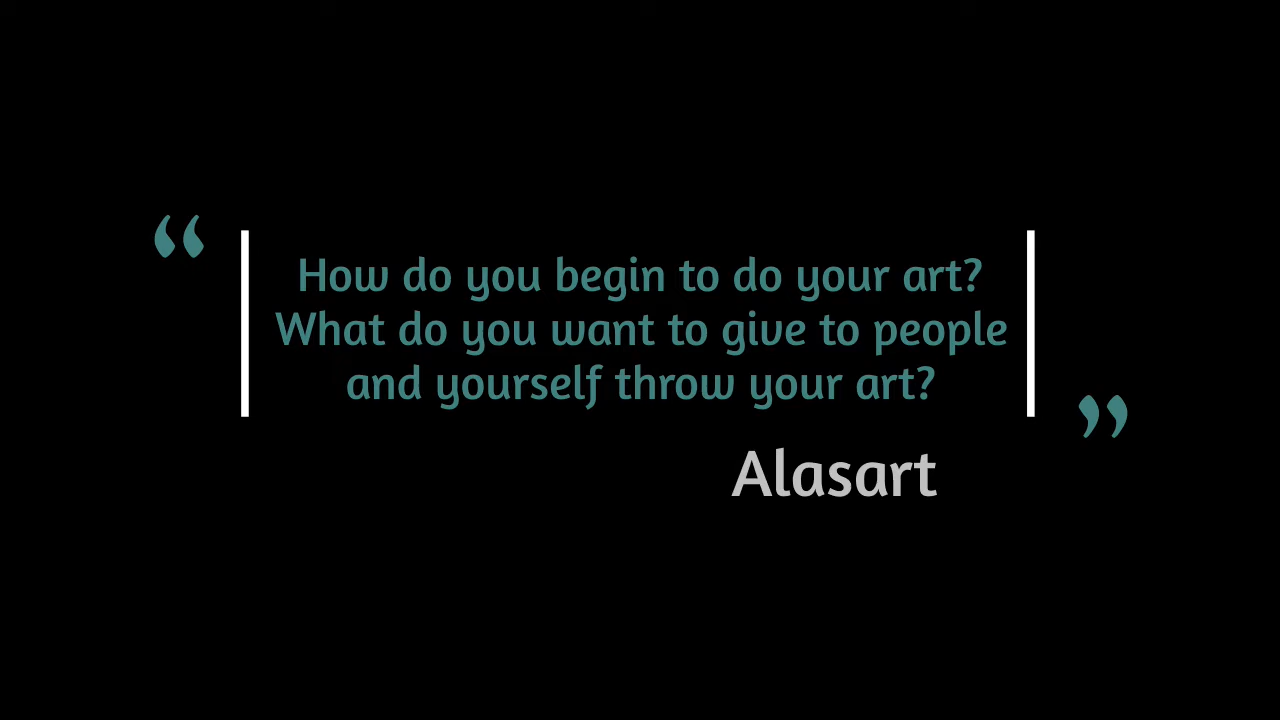 “
How do you begin to do your art?
What do you want to give to people
and yourself throw your art?
”
Alasart